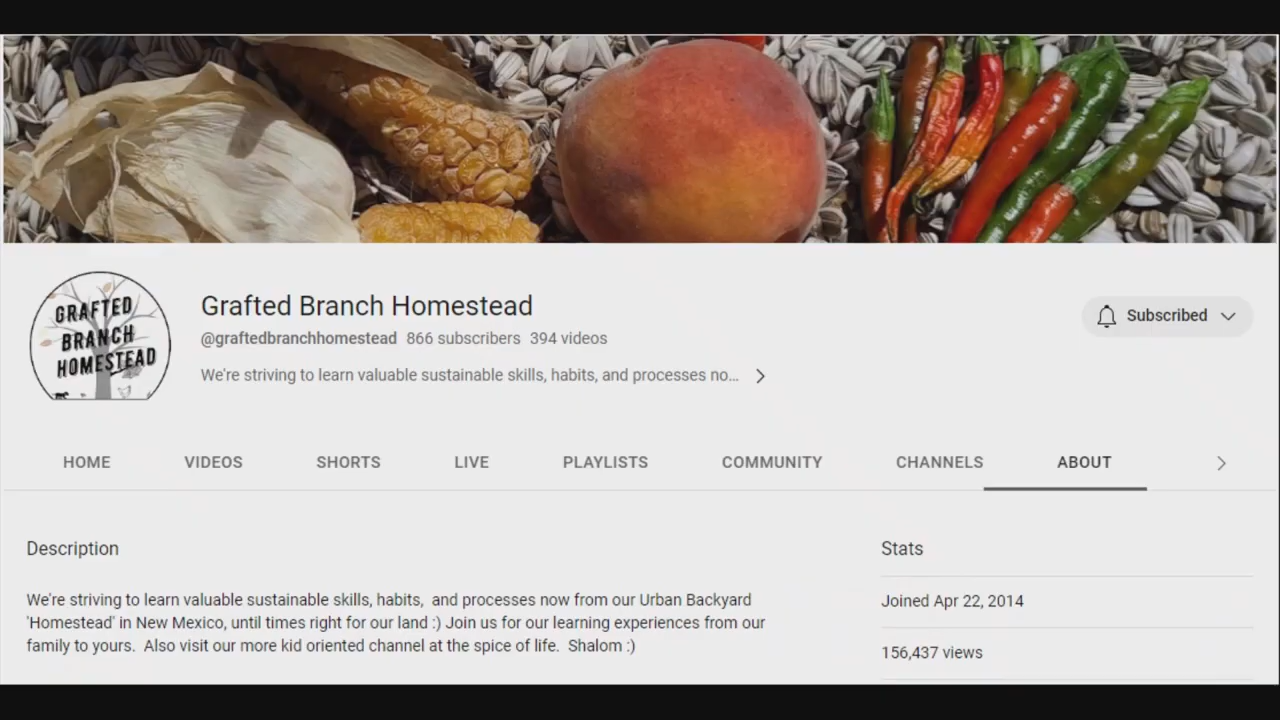 GRAFTED
BRANCH
HOMESTEAD
Grafted Branch Homestead
@graftedbranchhomestead 866 subscribers 394 videos
We're striving to learn valuable sustainable skills, habits, and processes no...
Subscribed
HOME VIDEOS SHORTS LIVE PLAYLISTS COMMUNITY CHANNELS ABOUT
Description
We're striving to learn valuable sustainable skills, habits,  and processes now from our Urban Backyard
'Homestead' in New Mexico, until times right for our land :) Join us for our learning experiences from our
family to yours.  Also visit our more kid oriented channel at the spice of life.  Shalom :)
Stats
Joined Apr 22, 2014
156,437 views